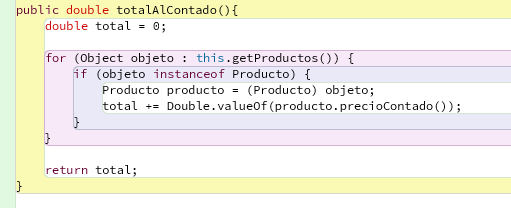 public double totalAlContado(){
double total = 0;
for (Object objeto : this.getProductos()) {
if (objeto instanceof Producto) {
Producto producto = (Producto) objeto;
total += Double.valueOf(producto.precioContado());
}
}
return total;
}